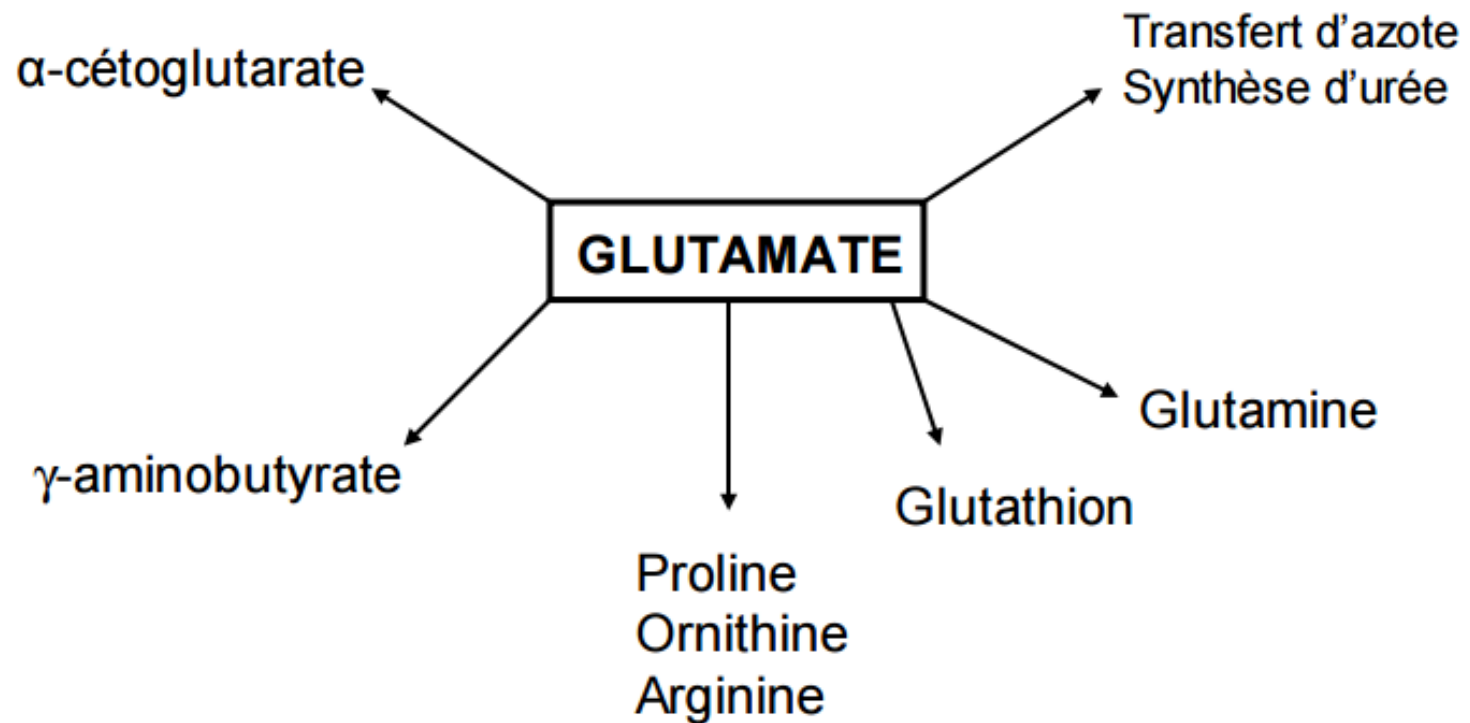 α-cétoglutarate
Transfert d’azote
Synthèse d’urée
GLUTAMATE
γ-aminobutyrate
Glutamine
Glutathion
Proline
Ornithine
Arginine